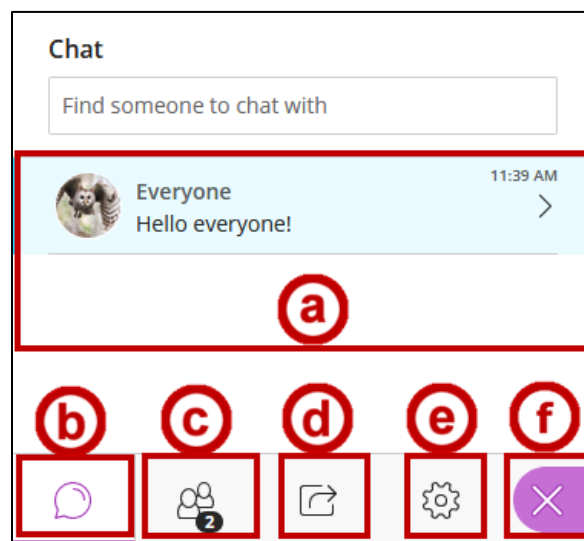 Chat
Find someone to chat with
11:39 AM
Everyone
Hello everyone!
a
b c d e f
2